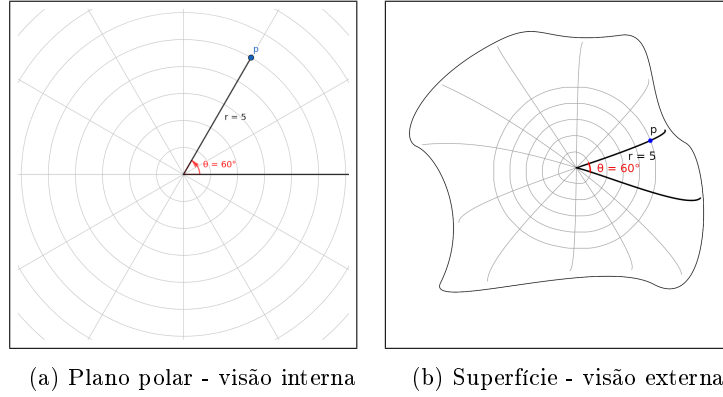 p
r = 5
θ = 60°
p
r = 5
θ = 60°
(a) Plano polar - visão interna
(b) Superfície - visão externa